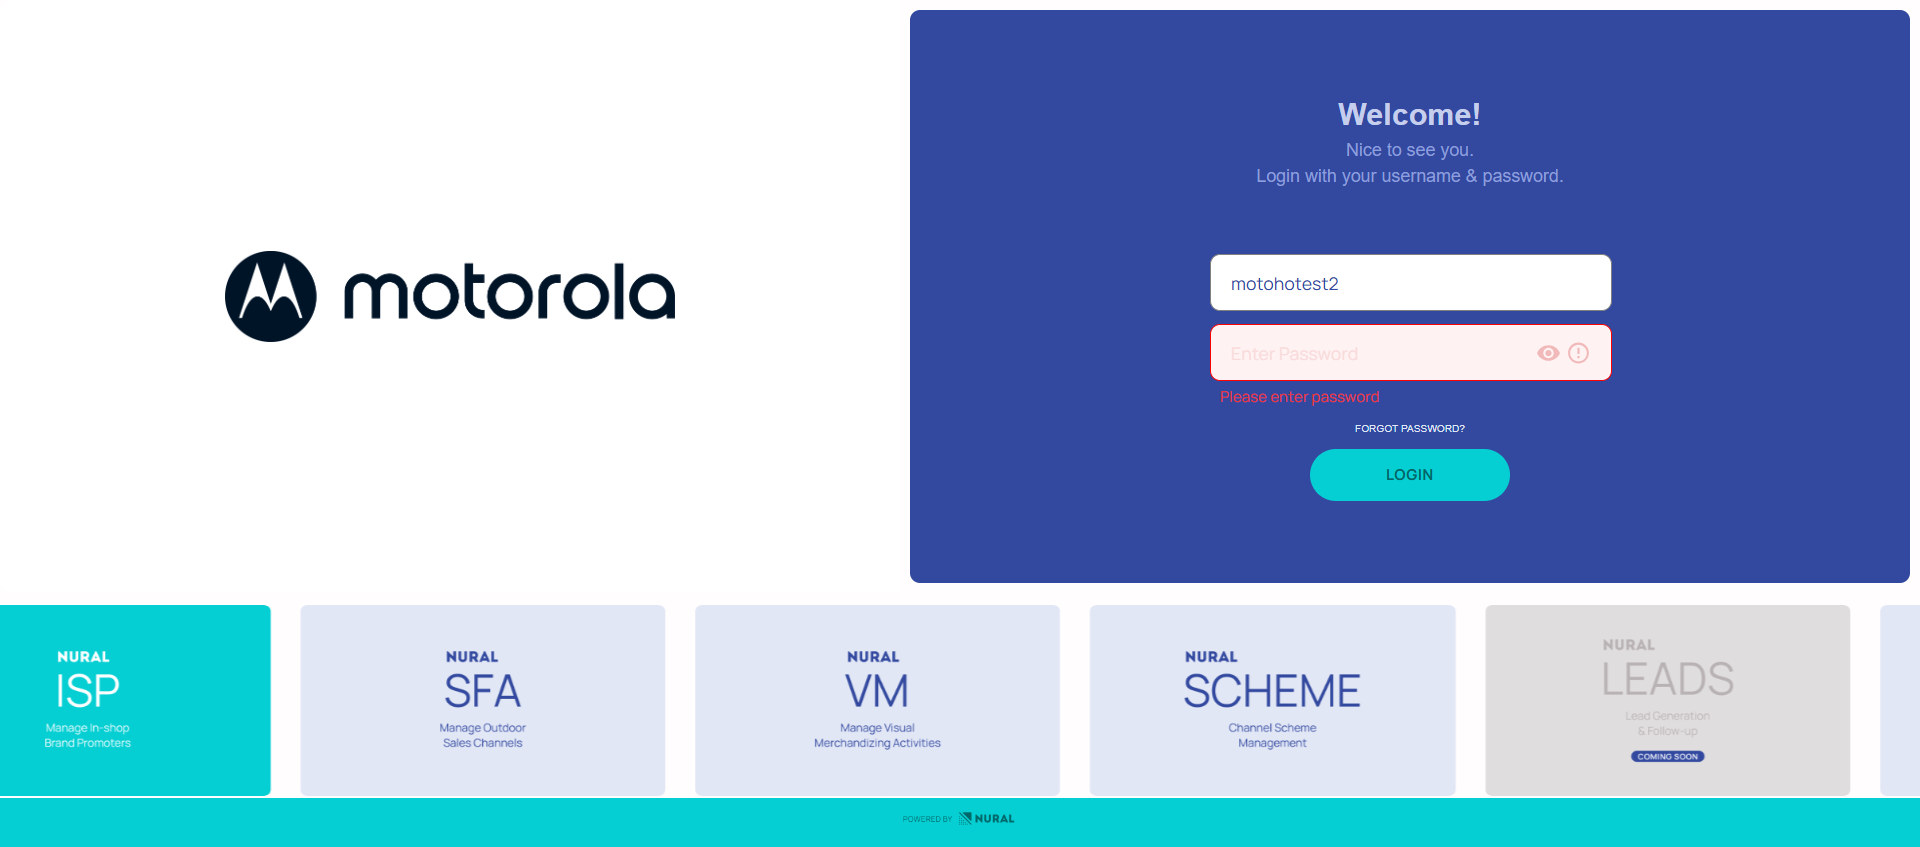 motorola
Welcome!
Nice to see you.
Login with your username & password.
motohotest2
Enter Password
Please enter password
FORGOT PASSWORD?
LOGIN
NURAL
ISP
Manage In-shop
Brand Promoters
NURAL
SFA
Manage Outdoor
Sales Channels
NURAL
VM
Manage Visual
Merchandizing Activities
NURAL
SCHEME
Channel Scheme
Management
NURAL
LEADS
Lead Generation
& Follow-up
COMING SOON
POWERED BY NURAL